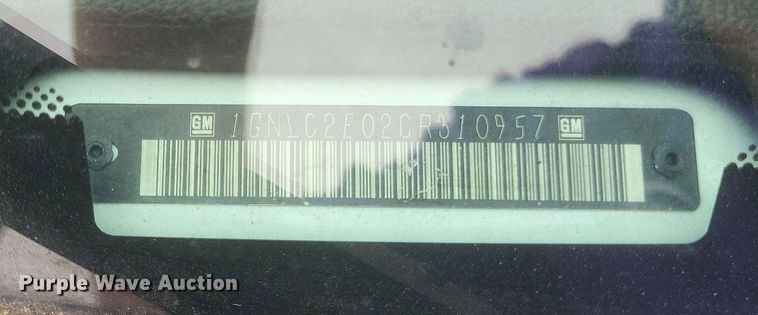 GM 1GNLC2E02CR310957 GM
Purple Wave Auction